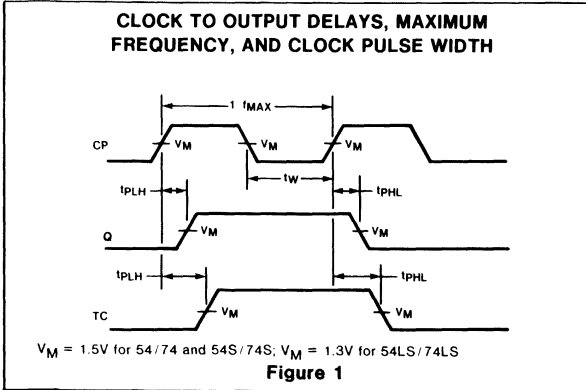 CLOCK TO OUTPUT DELAYS, MAXIMUM
FREQUENCY, AND CLOCK PULSE WIDTH
1 fMAX
CP
VM
VM
VM
tW
tPLH
tPHL
Q
VM
VM
tPLH
tPHL
TC
VM
VM
VM = 1.5V for 54/74 and 54S/74S; VM = 1.3V for 54LS/74LS
Figure 1